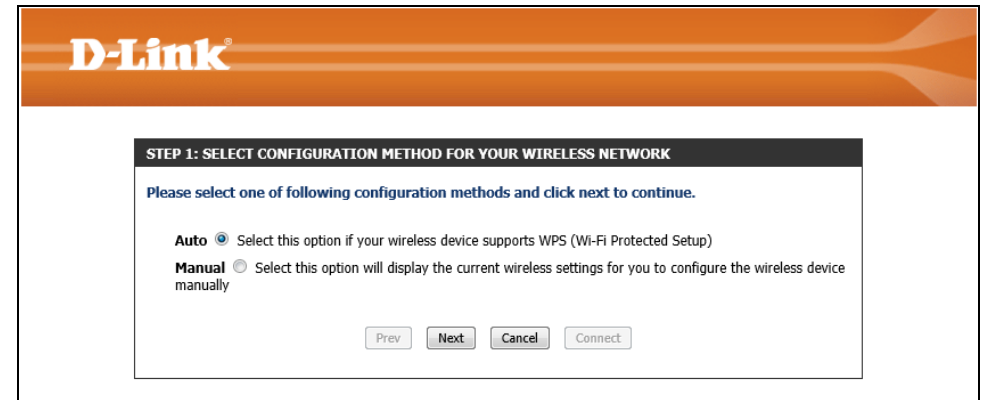 D-Link®
STEP 1: SELECT CONFIGURATION METHOD FOR YOUR WIRELESS NETWORK
Please select one of following configuration methods and click next to continue.
Auto Select this option if your wireless device supports WPS (Wi-Fi Protected Setup)
Manual Select this option will display the current wireless settings for you to configure the wireless device
manually
Prev Next Cancel Connect